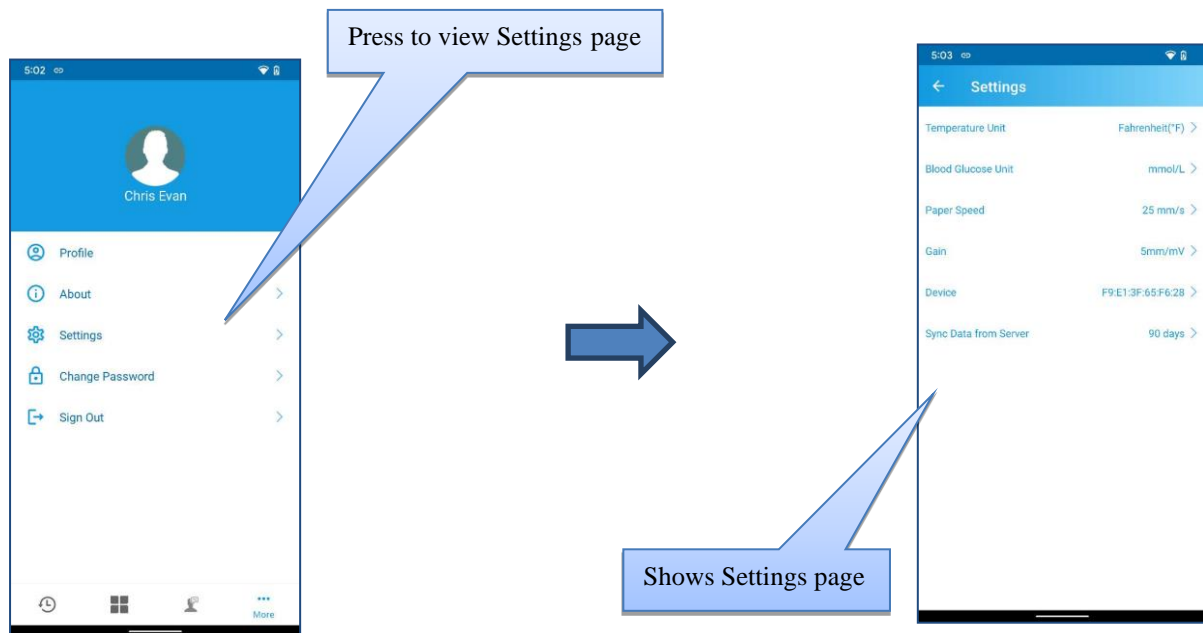 Press to view Settings page
5:02
Chris Evan
Profile
About
Settings
Change Password
Sign Out
More
5:03
Settings
Temperature Unit Fahrenheit(°F)
Blood Glucose Unit mmol/L
Paper Speed 25 mm/s
Gain 5mm/mV
Device F9:E1:3F:65:F6:28
Sync Data from Server 90 days
Shows Settings page